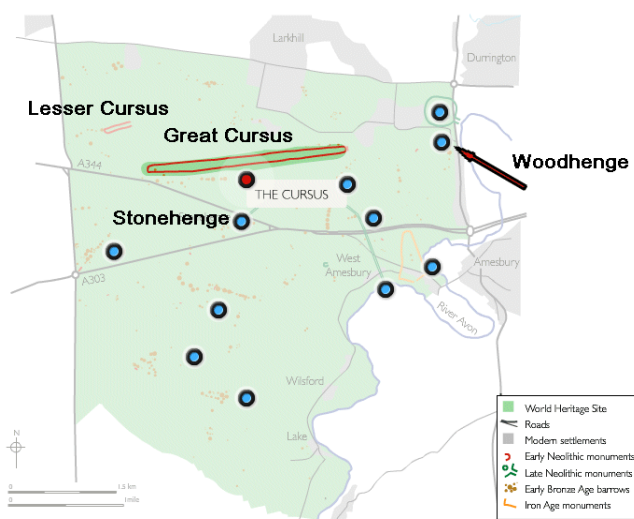 Larkhill
Durrington
Lesser Cursus
Great Cursus
A344
Woodhenge
THE CURSUS
Stonehenge
West
Amesbury
Amesbury
A303
River Avon
Wilsford
Lake
N
0 1.5 km
0 1 mile
World Heritage Site
Roads
Modern settlements
Early Neolithic monuments
Late Neolithic monuments
Early Bronze Age barrows
Iron Age monuments